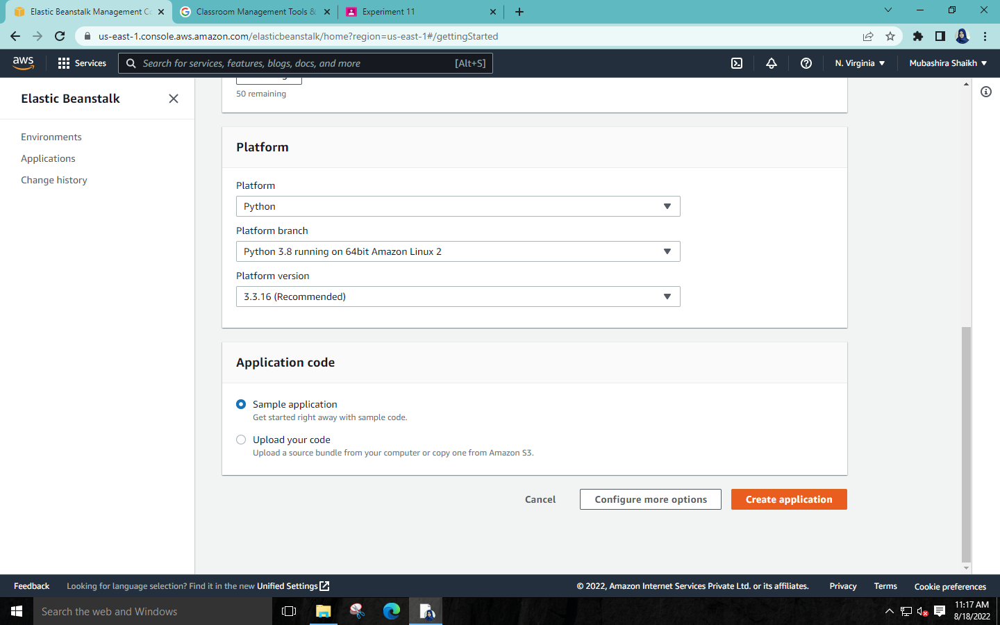 Elastic Beanstalk Management Co
Classroom Management Tools &
Experiment 11
us-east-1.console.aws.amazon.com/elasticbeanstalk/home?region=us-east-1#/gettingStarted
aws
Services
Search for services, features, blogs, docs, and more
[Alt+S]
N. Virginia
Mubashira Shaikh
Elastic Beanstalk
Environments
Applications
Change history
50 remaining
Platform
Platform
Python
Platform branch
Python 3.8 running on 64bit Amazon Linux 2
Platform version
3.3.16 (Recommended)
Application code
Sample application
Get started right away with sample code.
Upload your code
Upload a source bundle from your computer or copy one from Amazon S3.
Cancel
Configure more options
Create application
Feedback
Looking for language selection? Find it in the new Unified Settings
© 2022, Amazon Internet Services Private Ltd. or its affiliates.
Privacy
Terms
Cookie preferences
Search the web and Windows
11:17 AM
8/18/2022